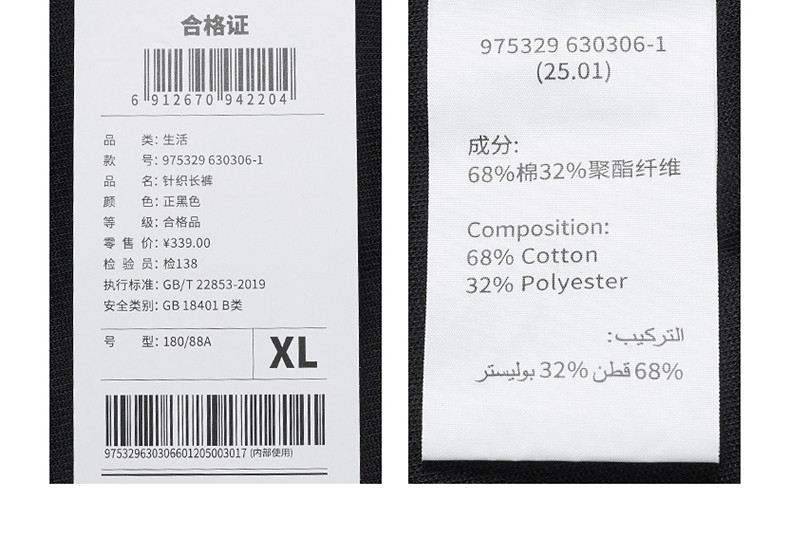 合格证
6 912670 942204
品 类: 生活
款 号: 975329 630306-1
品 名: 针织长裤
颜 色: 正黑色
等 级: 合格品
零 售 价: ¥339.00
检 验 员: 检138
执行标准: GB/T 22853-2019
安全类别: GB 18401 B类
号 型: 180/88A
XL
975329630306601205003017 (内部使用)
975329 630306-1
(25.01)
成分:
68%棉32%聚酯纤维
Composition:
68% Cotton
32% Polyester
التركيب:
68% قطن 32% بوليستر